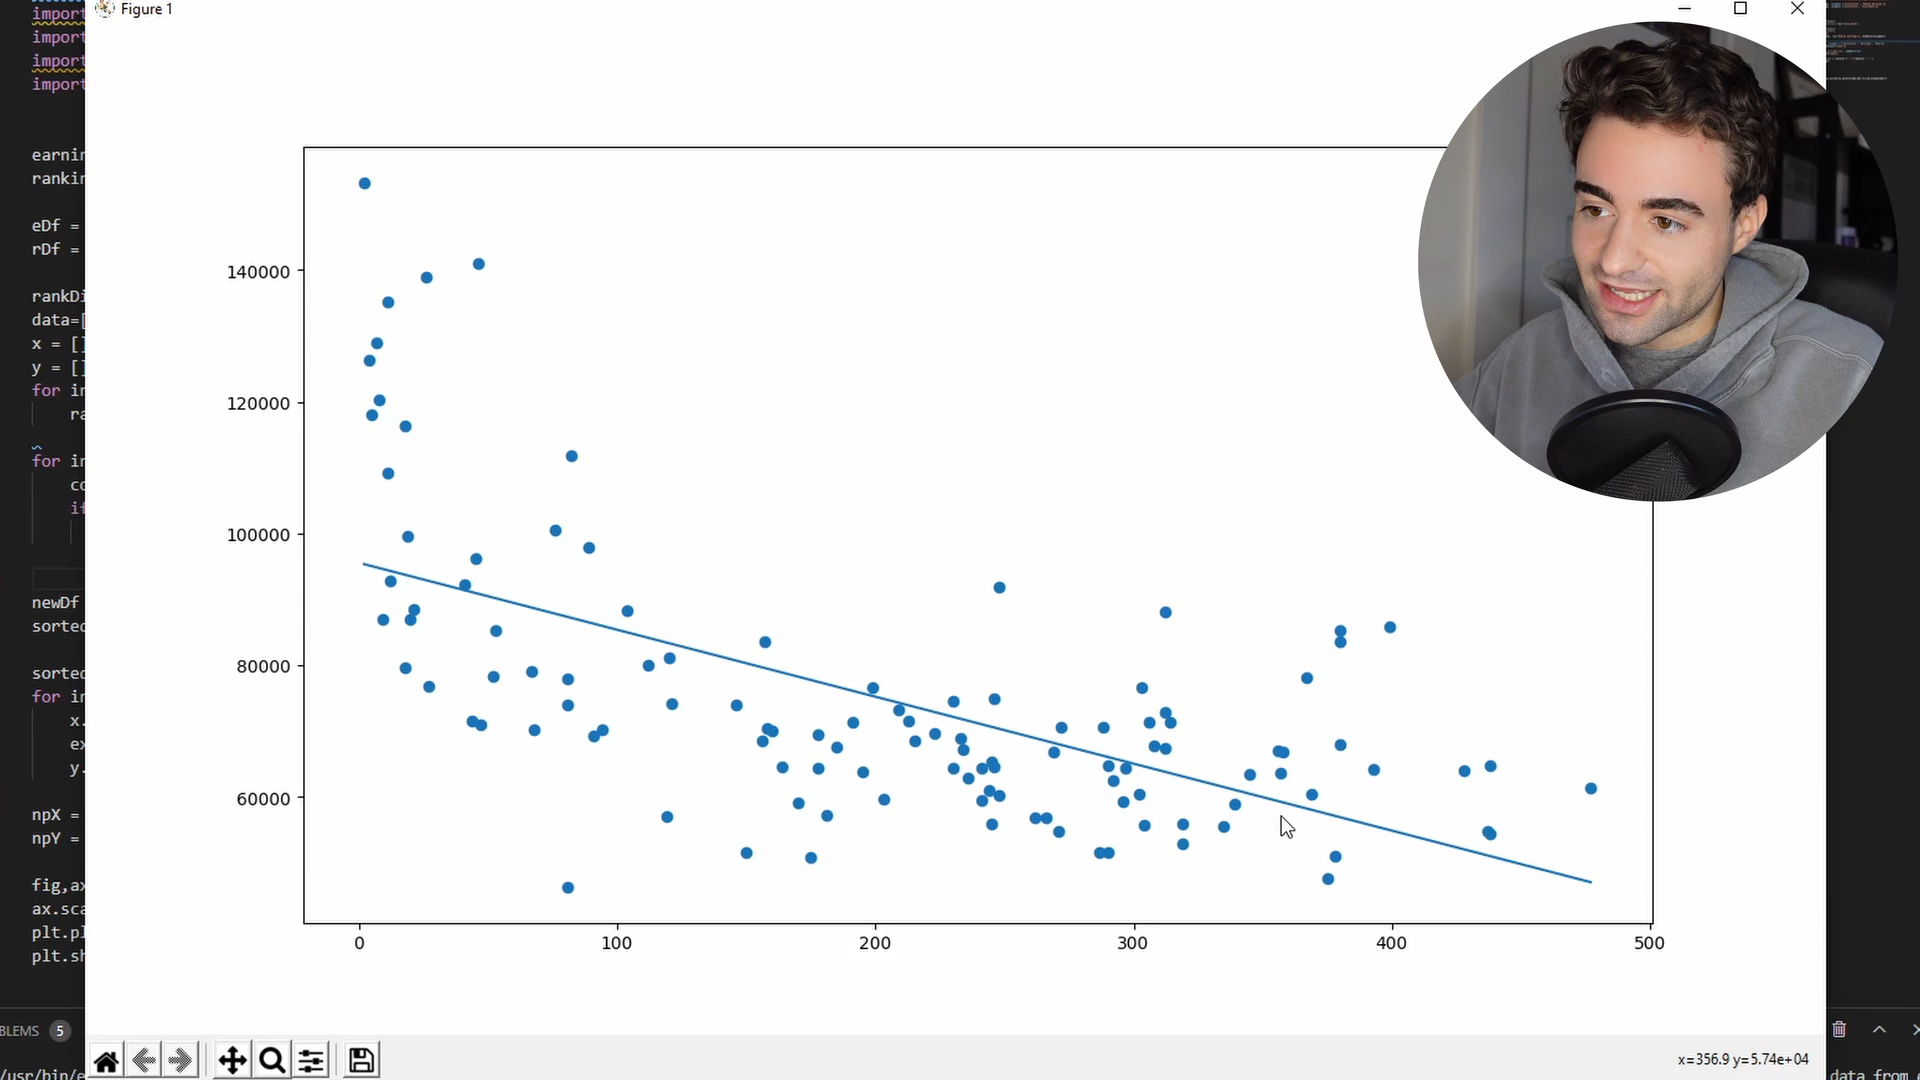 Figure 1
import
import
import
import
earnin
rankin
eDf =
rDf =
rankDi
data=[
x = []
y = []
for in
ra
for in
co
if
newDf
sorted
sorted
for in
x.
ex
y.
npX =
npY =
fig,ax
ax.sca
plt.pl
plt.sh
140000
120000
100000
80000
60000
0 100 200 300 400 500
BLEMS 5
/usr/bin/e
x=356.9 y=5.74e+04
data from